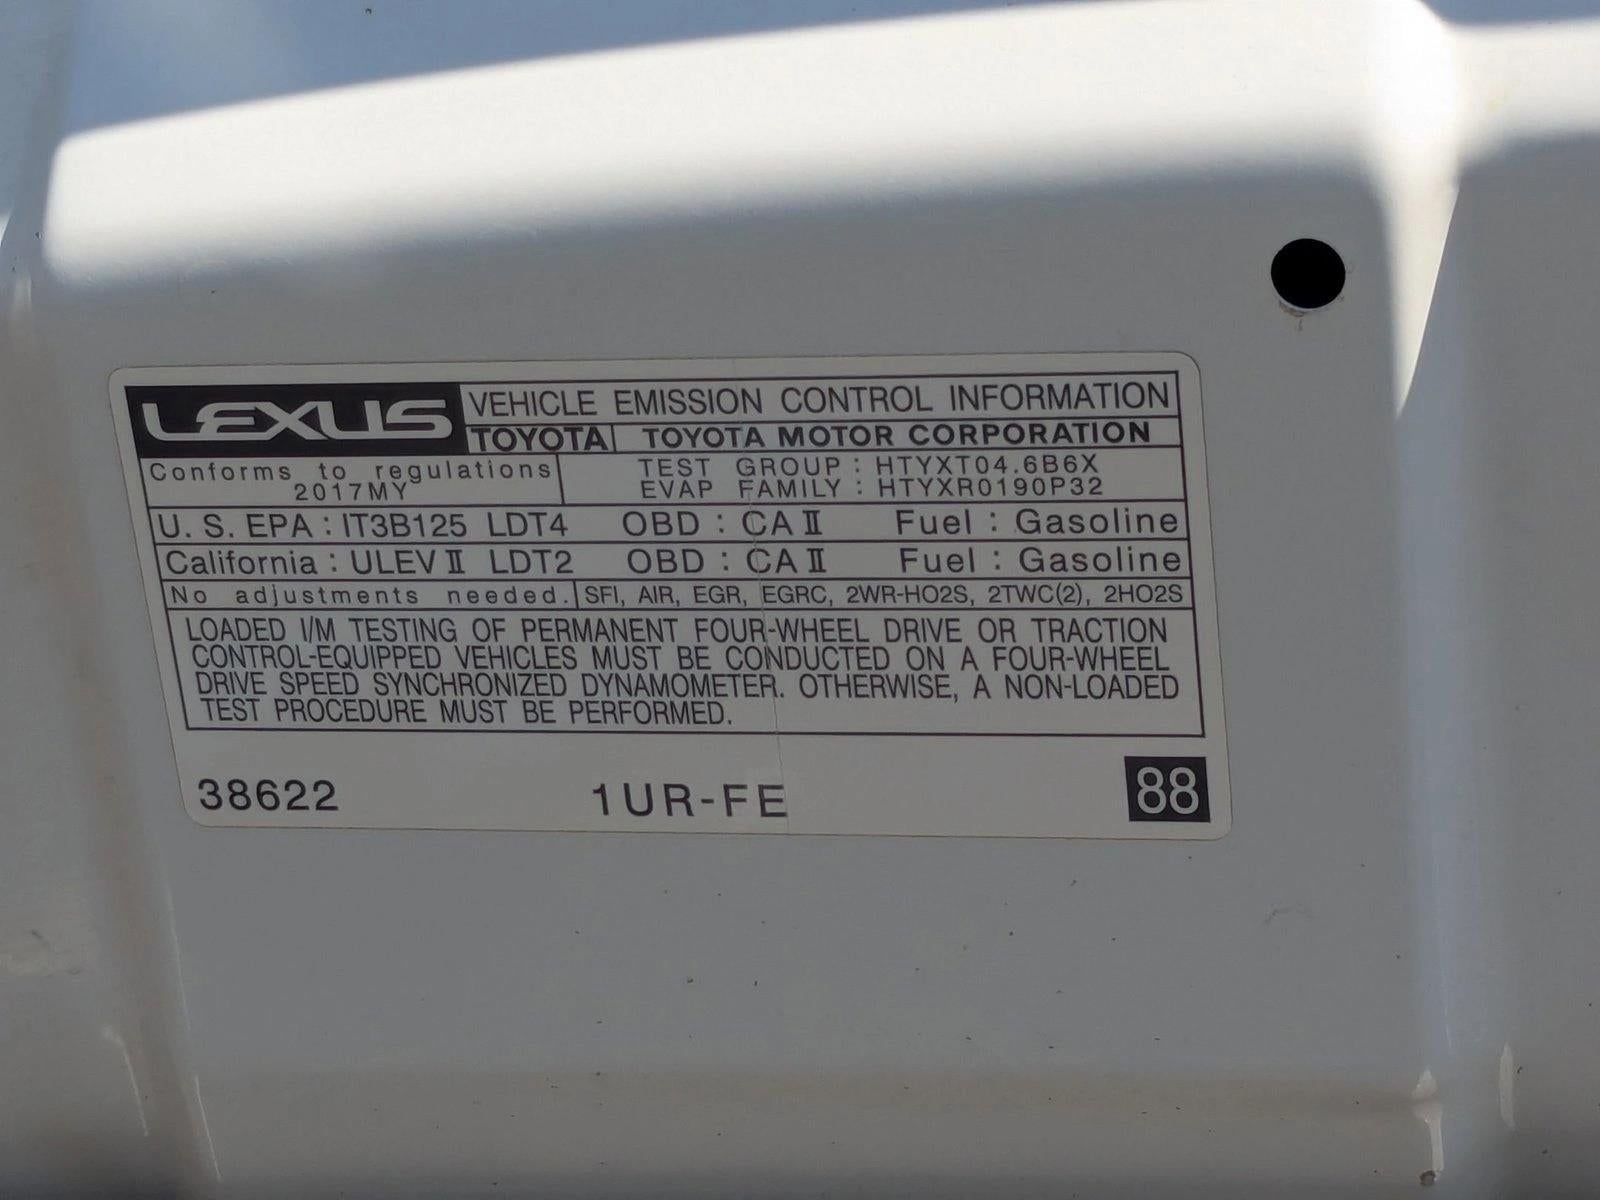 LEXUS VEHICLE EMISSION CONTROL INFORMATION
TOYOTA TOYOTA MOTOR CORPORATION
Conforms to regulations
2017MY
TEST GROUP : HTYXT04.6B6X
EVAP FAMILY : HTYXR0190P32
U. S. EPA : IT3B125 LDT4 OBD : CA II Fuel : Gasoline
California : ULEV II LDT2 OBD : CA II Fuel : Gasoline
No adjustments needed. SFI, AIR, EGR, EGRC, 2WR-HO2S, 2TWC(2), 2HO2S
LOADED I/M TESTING OF PERMANENT FOUR-WHEEL DRIVE OR TRACTION
CONTROL-EQUIPPED VEHICLES MUST BE CONDUCTED ON A FOUR-WHEEL
DRIVE SPEED SYNCHRONIZED DYNAMOMETER. OTHERWISE, A NON-LOADED
TEST PROCEDURE MUST BE PERFORMED.
38622 1UR-FE 88